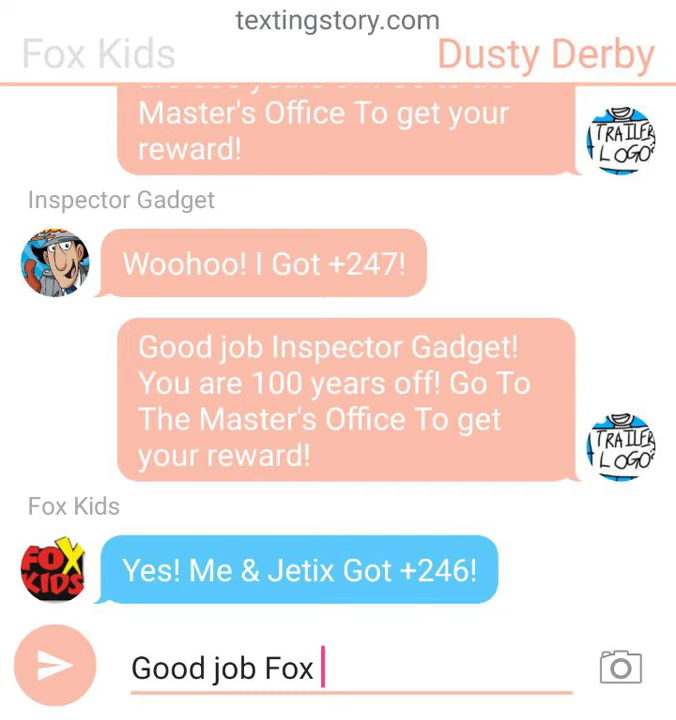 textingstory.com
Fox Kids
Dusty Derby
Master's Office To get your
reward!
TRAILER
LOGO
Inspector Gadget
Woohoo! I Got +247!
Good job Inspector Gadget!
You are 100 years off! Go To
The Master's Office To get
your reward!
TRAILER
LOGO
Fox Kids
FOX
KIDS
Yes! Me & Jetix Got +246!
Good job Fox